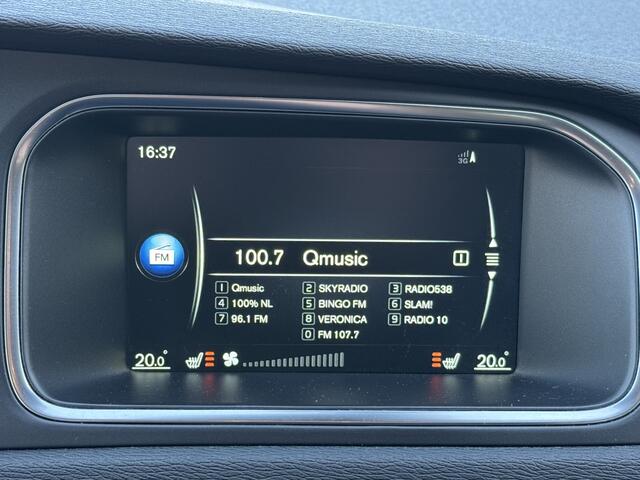 16:37
3G
FM
100.7 Qmusic 1
1 Qmusic 2 SKYRADIO 3 RADIO538
4 100% NL 5 BINGO FM 6 SLAM!
7 96.1 FM 8 VERONICA 9 RADIO 10
0 FM 107.7
20.0° 20.0°